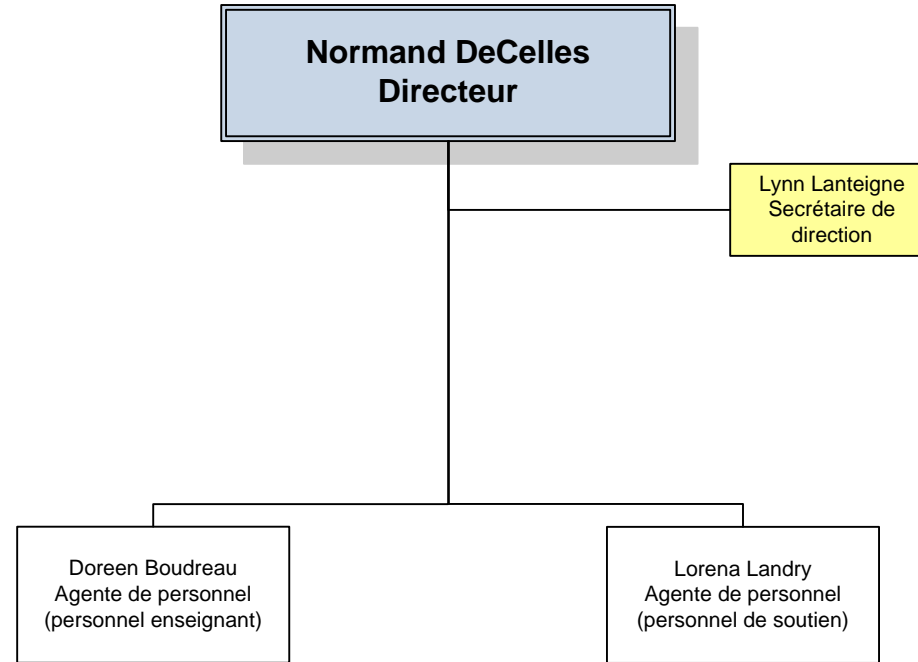 Normand DeCelles
Directeur
Lynn Lanteigne
Secrétaire de
direction
Doreen Boudreau
Agente de personnel
(personnel enseignant)
Lorena Landry
Agente de personnel
(personnel de soutien)